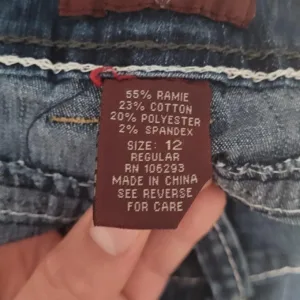 55% RAMIE
23% COTTON
20% POLYESTER
2% SPANDEX
SIZE: 12
REGULAR
RN 106293
MADE IN CHINA
SEE REVERSE
FOR CARE